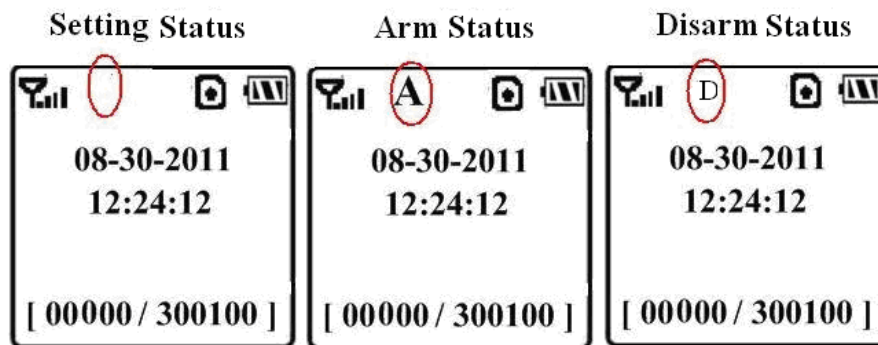 Setting Status
Arm Status
Disarm Status
A
D
08-30-2011
12:24:12
[ 00000 / 300100 ]
08-30-2011
12:24:12
[ 00000 / 300100 ]
08-30-2011
12:24:12
[ 00000 / 300100 ]